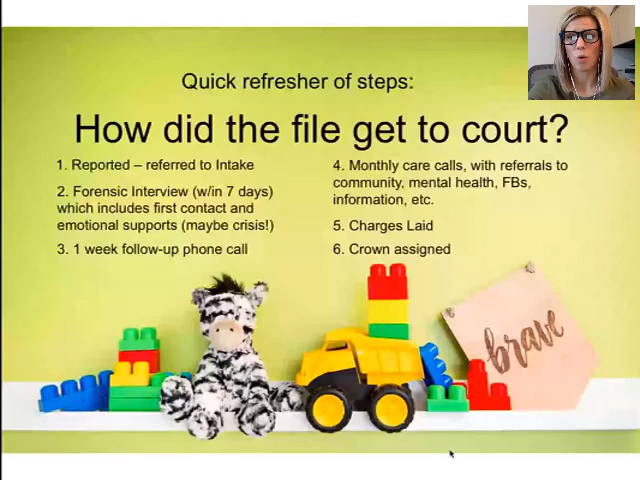 Quick refresher of steps:
How did the file get to court?
1. Reported – referred to Intake
2. Forensic Interview (w/in 7 days)
which includes first contact and
emotional supports (maybe crisis!)
3. 1 week follow-up phone call
4. Monthly care calls, with referrals to
community, mental health, FBs,
information, etc.
5. Charges Laid
6. Crown assigned
brave